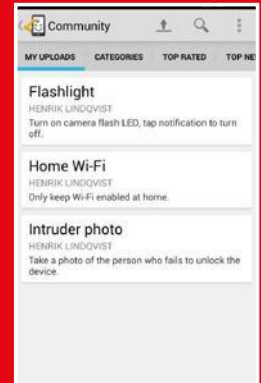 Community
MY UPLOADS CATEGORIES TOP RATED TOP NE
Flashlight
HENRIK LINDQVIST
Turn on camera flash LED, tap notification to turn
off.
Home Wi-Fi
HENRIK LINDQVIST
Only keep Wi-Fi enabled at home.
Intruder photo
HENRIK LINDQVIST
Take a photo of the person who fails to unlock the
device.